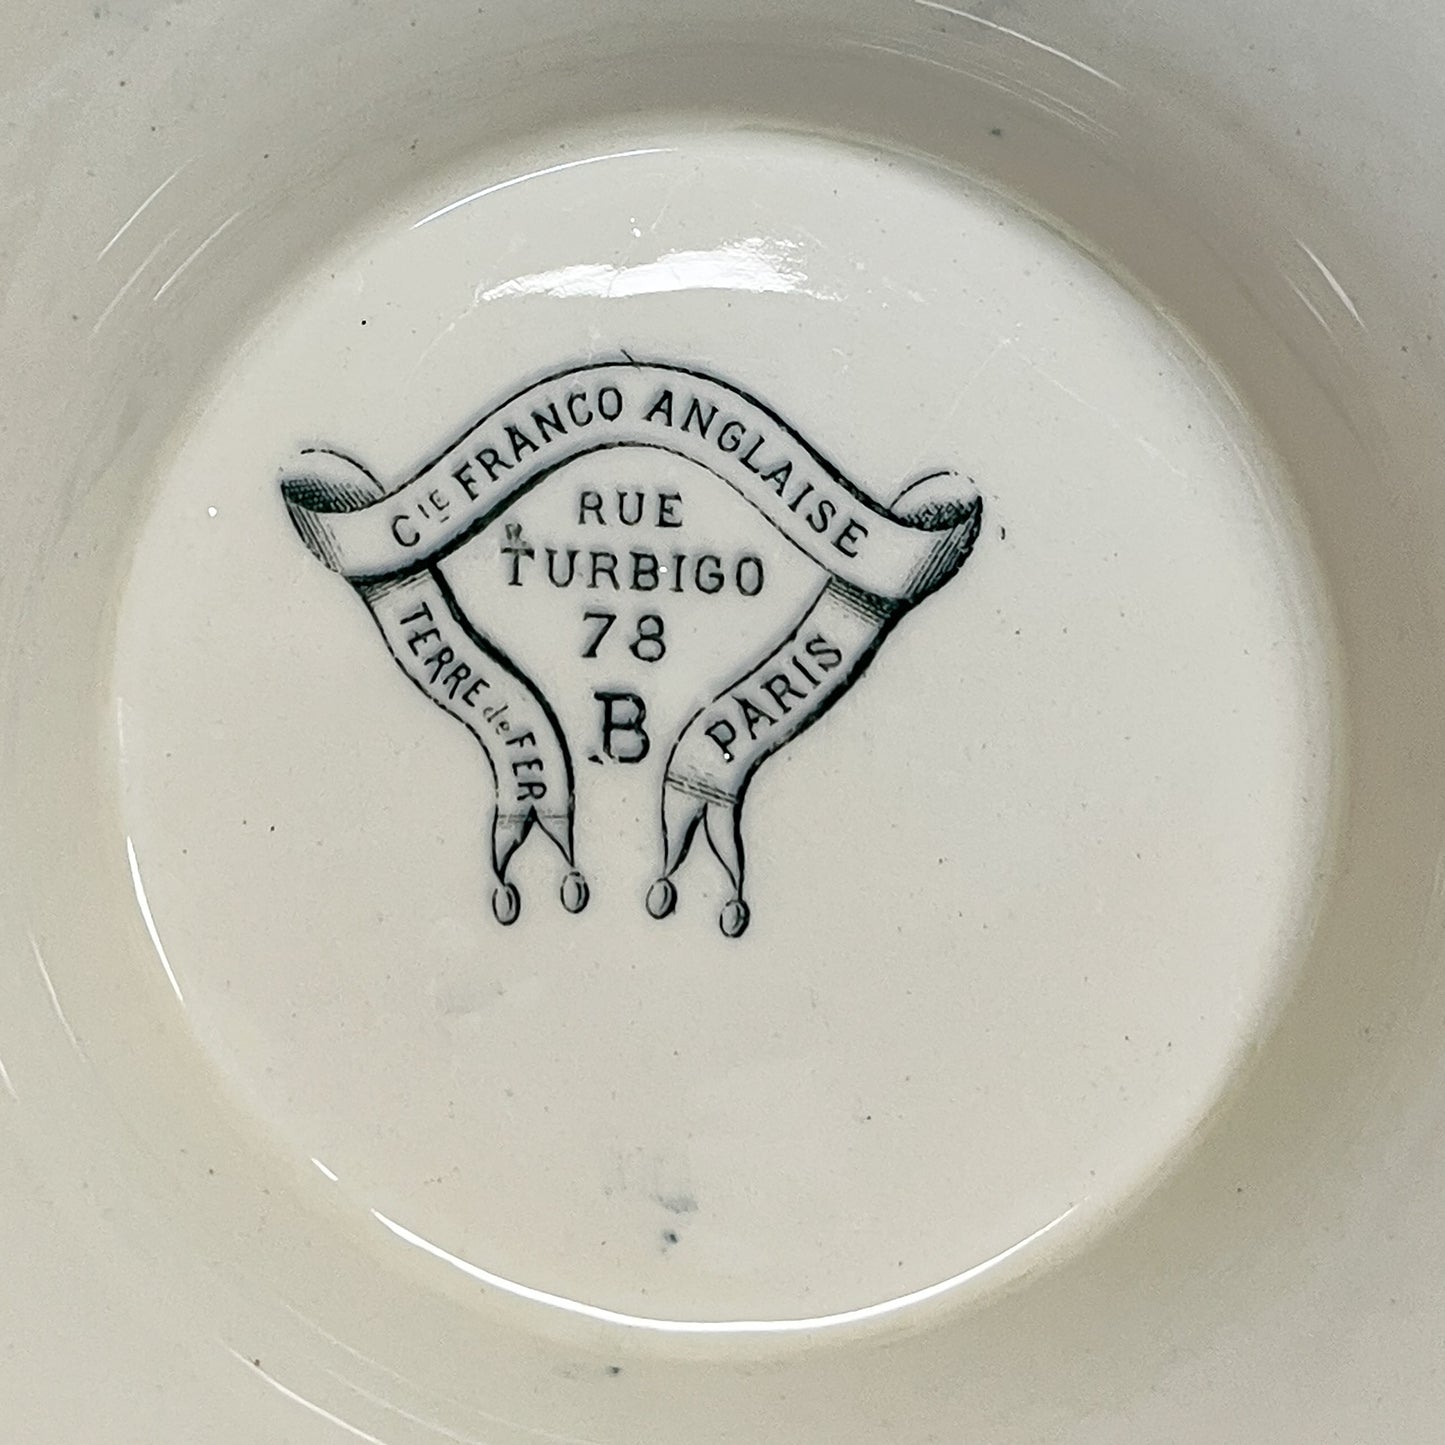 Cie FRANCO ANGLAISE
RUE
TURBIGO
78
B
TERRE de FER
PARIS